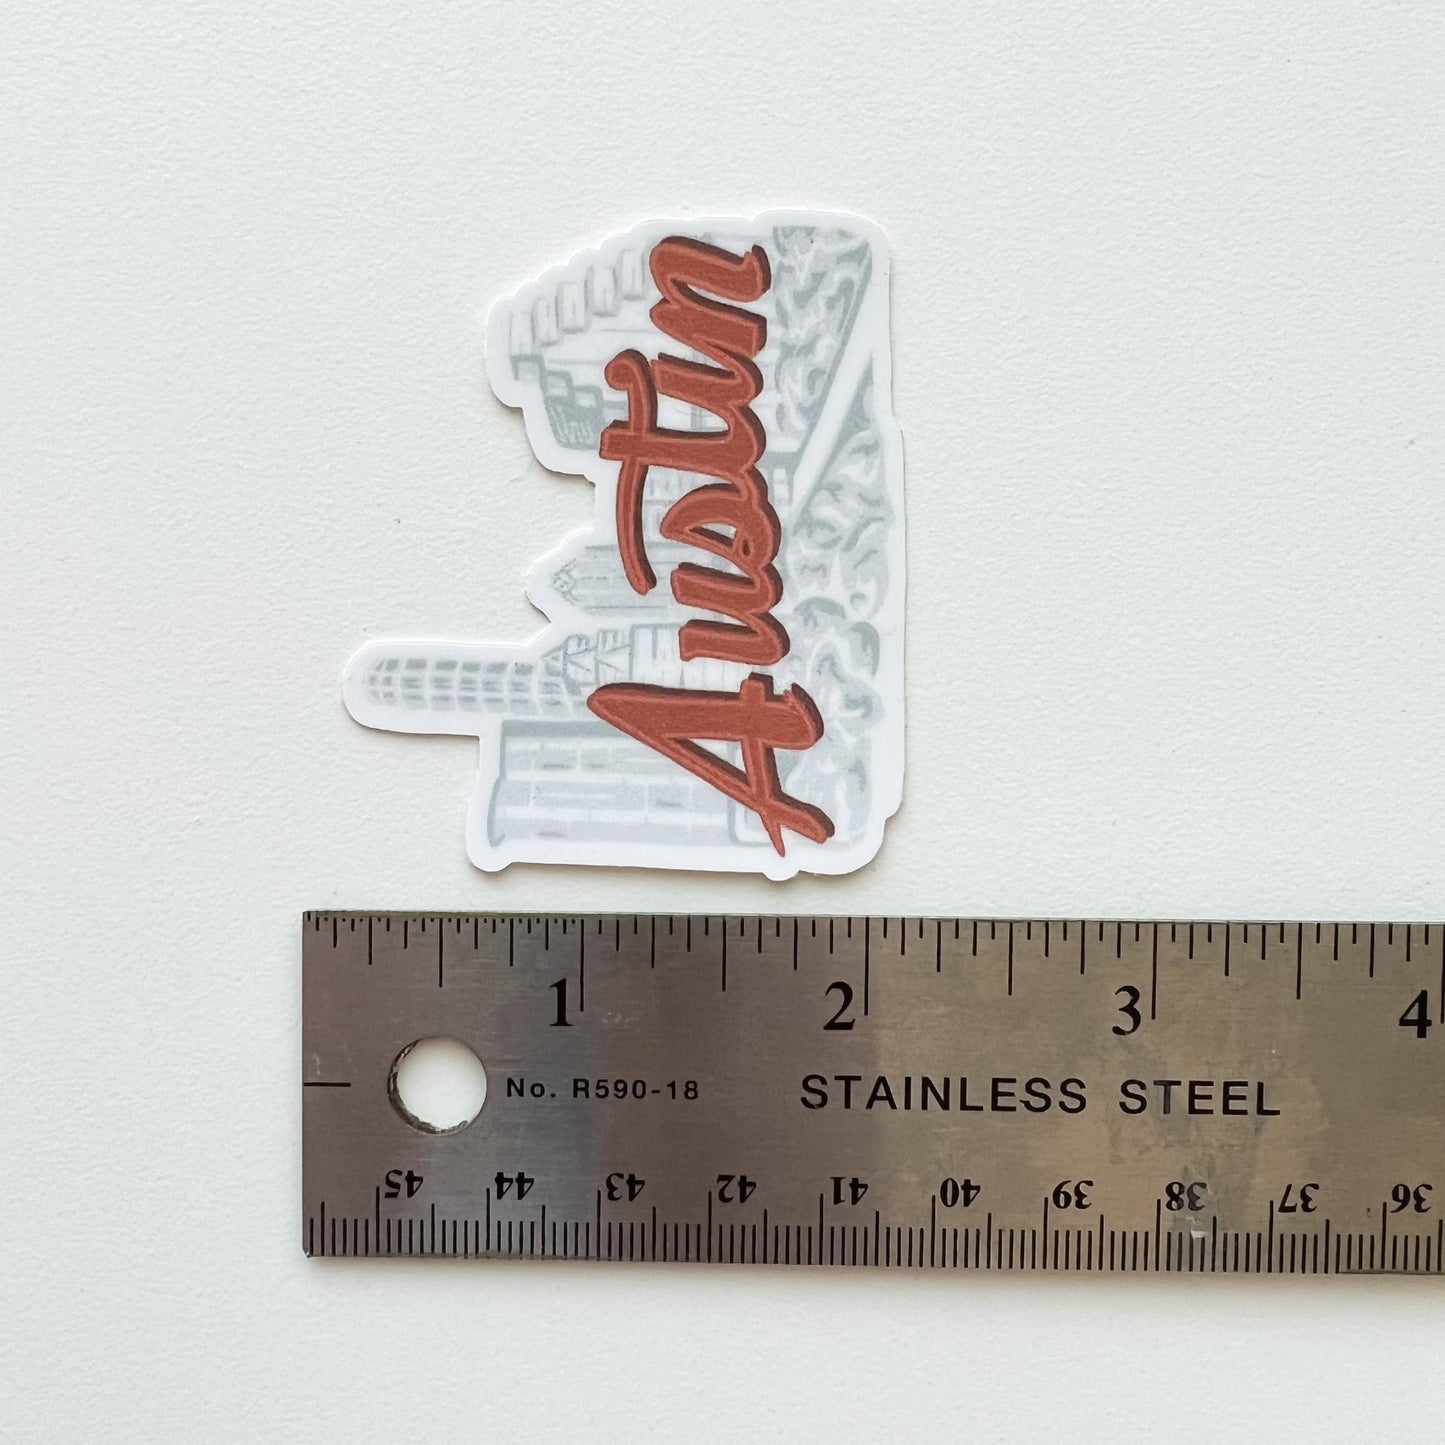 Austin
1 2 3 4
No. R590-18 STAINLESS STEEL
45 44 43 42 41 40 39 38 37 36